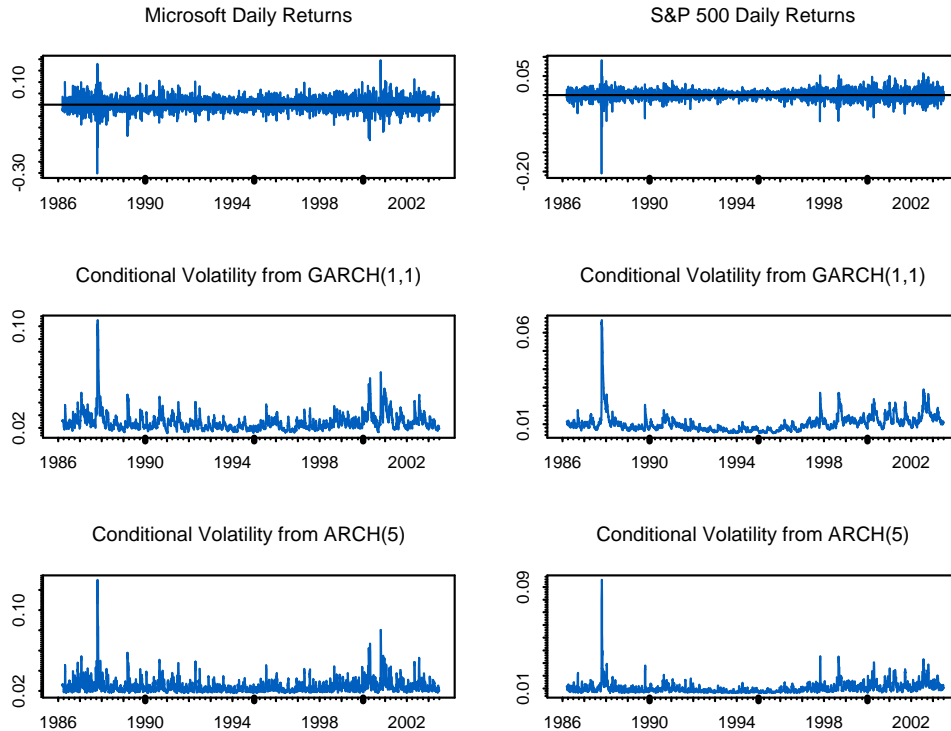 Microsoft Daily Returns
S&P 500 Daily Returns
0.10
-0.30
1986 1990 1994 1998 2002
0.05
-0.20
1986 1990 1994 1998 2002
Conditional Volatility from GARCH(1,1)
Conditional Volatility from GARCH(1,1)
0.10
0.02
1986 1990 1994 1998 2002
0.06
0.01
1986 1990 1994 1998 2002
Conditional Volatility from ARCH(5)
Conditional Volatility from ARCH(5)
0.10
0.02
1986 1990 1994 1998 2002
0.09
0.01
1986 1990 1994 1998 2002